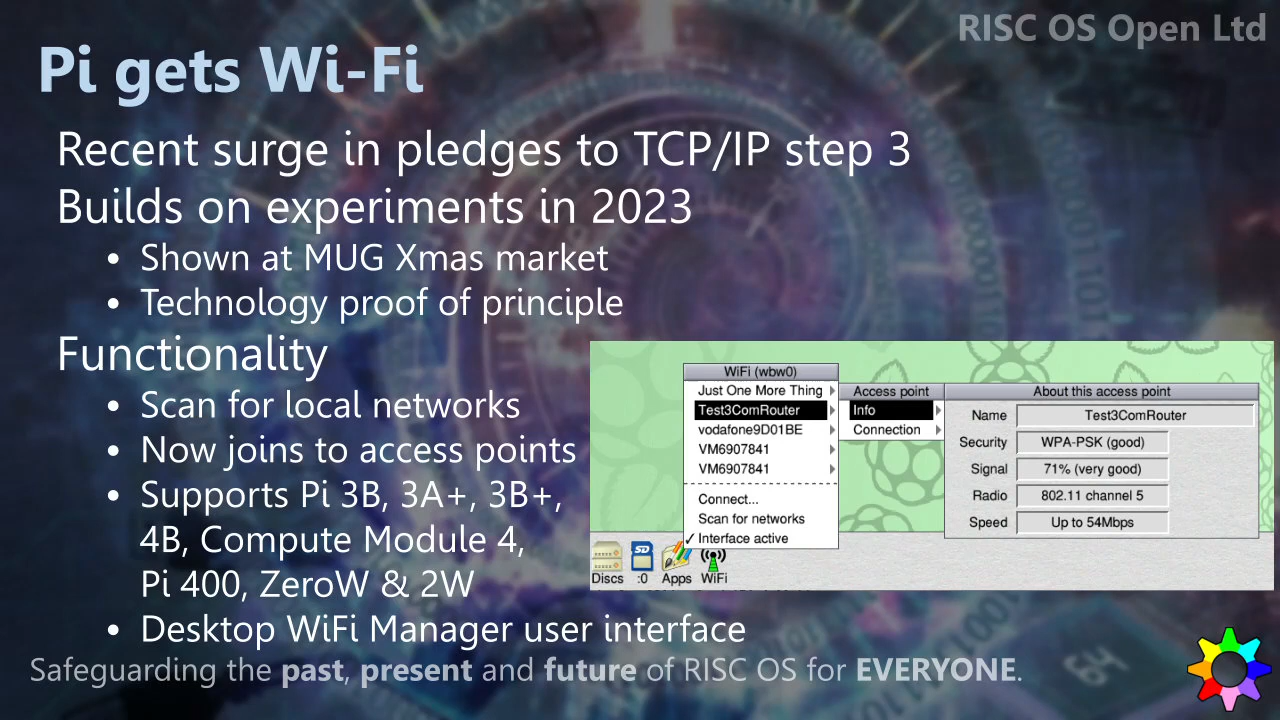 RISC OS Open Ltd
Pi gets Wi-Fi
Recent surge in pledges to TCP/IP step 3
Builds on experiments in 2023
• Shown at MUG Xmas market
• Technology proof of principle
Functionality
• Scan for local networks
• Now joins to access points
• Supports Pi 3B, 3A+, 3B+,
4B, Compute Module 4,
Pi 400, ZeroW & 2W
• Desktop WiFi Manager user interface
WiFi (wbw0)
Just One More Thing
Test3ComRouter
vodafone9D01BE
VM6907841
VM6907841
Connect...
Scan for networks
✓ Interface active
Access point
Info
Connection
About this access point
Name Test3ComRouter
Security WPA-PSK (good)
Signal 71% (very good)
Radio 802.11 channel 5
Speed Up to 54Mbps
SD
Discs :0 Apps WiFi
64
Safeguarding the past, present and future of RISC OS for EVERYONE.